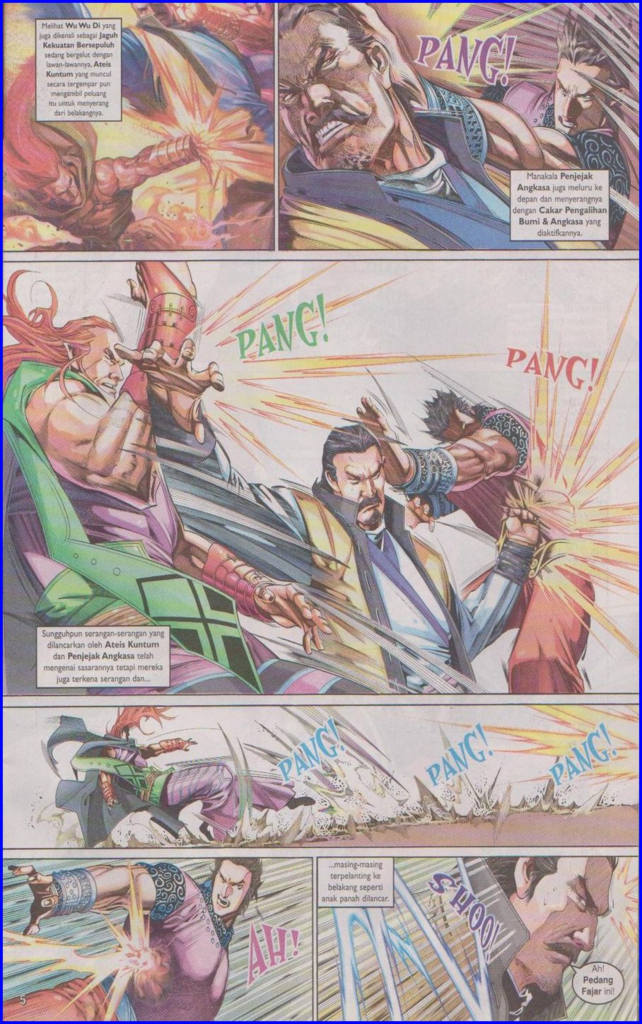 Melihat Wu Wu Di yang
juga dikenali sebagai Jaguh
Kekuatan Bersepuluh
sedang bergelut dengan
lawan-lawannya, Ateis
Kuntum yang muncul
secara tergempar pun
mengambil peluang
itu untuk menyerang
dari belakangnya.
PANG!
Manakala Penjejak
Angkasa juga meluru ke
depan dan menyerangnya
dengan Cakar Pengalihan
Bumi & Angkasa yang
diaktifkannya.
PANG!
PANG!
Sungguhpun serangan-serangan yang
dilancarkan oleh Ateis Kuntum
dan Penjejak Angkasa telah
mengenai sasarannya tetapi mereka
juga terkena serangan dan...
PANG!
PANG!
PANG!
AH!
...masing-masing
terpelanting ke
belakang seperti
anak panah dilancar.
SHOO!
Ah!
Pedang
Fajar ini!
5